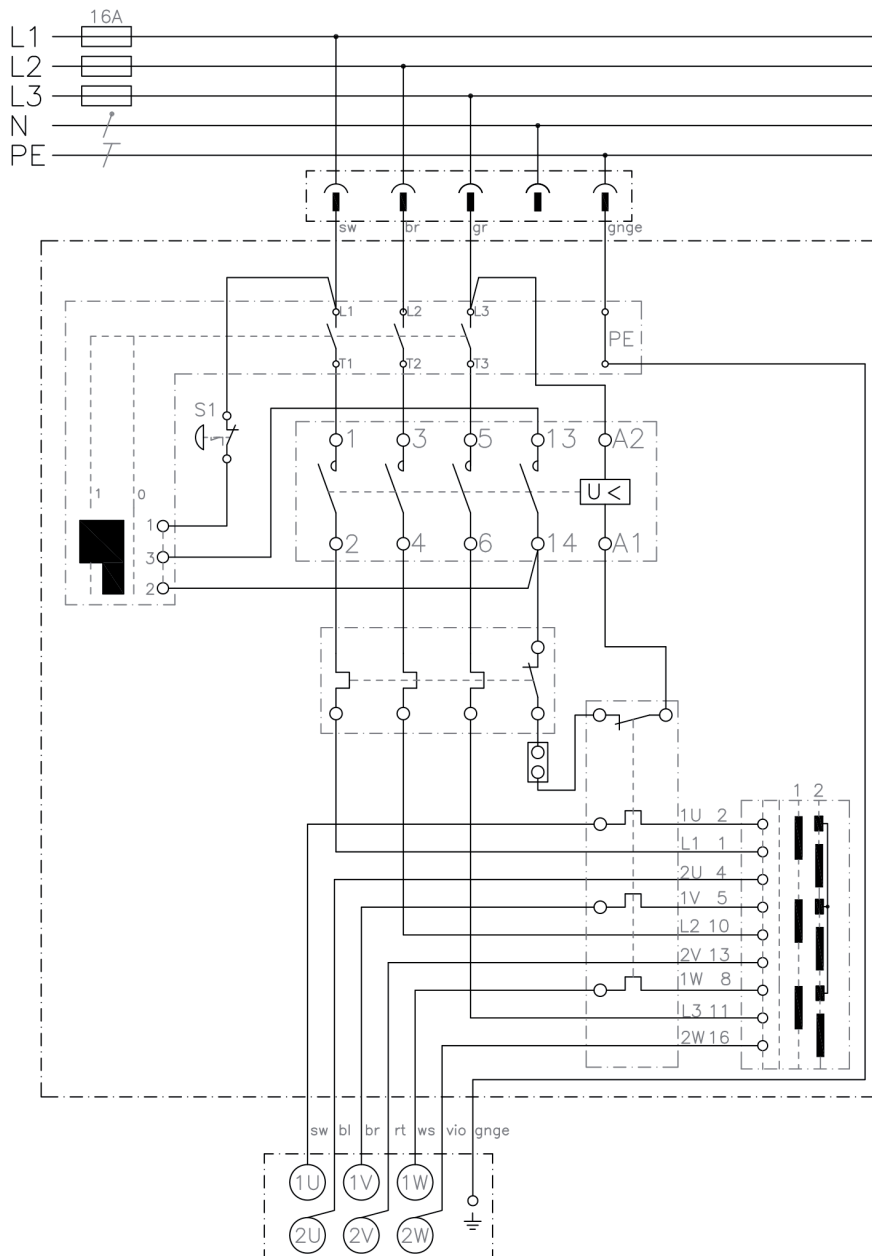 16A
L1
L2
L3
N
PE
sw br gr gnge
L1 L2 L3
PE
T1 T2 T3
S1
1 3 5 13 A2
1 0
U<
1
2 4 6 14 A1
3
2
1 2
1U 2
L1 1
2U 4
1V 5
L2 10
2V 13
1W 8
L3 11
2W 16
sw bl br rt ws vio gnge
1U 1V 1W
2U 2V 2W